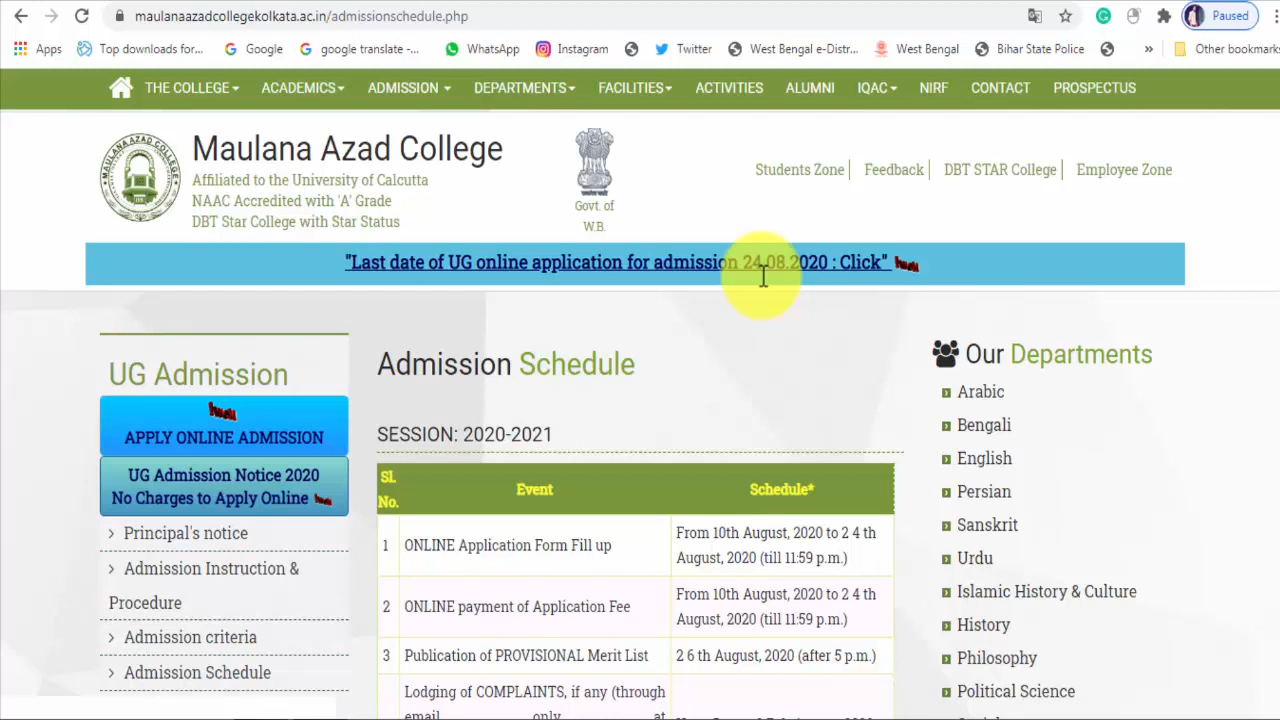 maulanaazadcollegekolkata.ac.in/admissionschedule.php
Paused
Apps
Top downloads for...
Google
google translate -...
WhatsApp
Instagram
Twitter
West Bengal e-Distr...
West Bengal
Bihar State Police
»
Other bookmark
THE COLLEGE
ACADEMICS
ADMISSION
DEPARTMENTS
FACILITIES
ACTIVITIES
ALUMNI
IQAC
NIRF
CONTACT
PROSPECTUS
MAULANA AZAD COLLEGE
Maulana Azad College
Affiliated to the University of Calcutta
NAAC Accredited with 'A' Grade
DBT Star College with Star Status
Govt. of
W.B.
Students Zone
Feedback
DBT STAR College
Employee Zone
"Last date of UG online application for admission 24.08.2020 : Click"
UG Admission
APPLY ONLINE ADMISSION
UG Admission Notice 2020
No Charges to Apply Online
Principal's notice
Admission Instruction &
Procedure
Admission criteria
Admission Schedule
Admission Schedule
SESSION: 2020-2021
Sl. No.
Event
Schedule*
1
ONLINE Application Form Fill up
From 10th August, 2020 to 2 4 th
August, 2020 (till 11:59 p.m.)
2
ONLINE payment of Application Fee
From 10th August, 2020 to 2 4 th
August, 2020 (till 11:59 p.m.)
3
Publication of PROVISIONAL Merit List
2 6 th August, 2020 (after 5 p.m.)
Lodging of COMPLAINTS, if any (through
email only at
Our Departments
Arabic
Bengali
English
Persian
Sanskrit
Urdu
Islamic History & Culture
History
Philosophy
Political Science